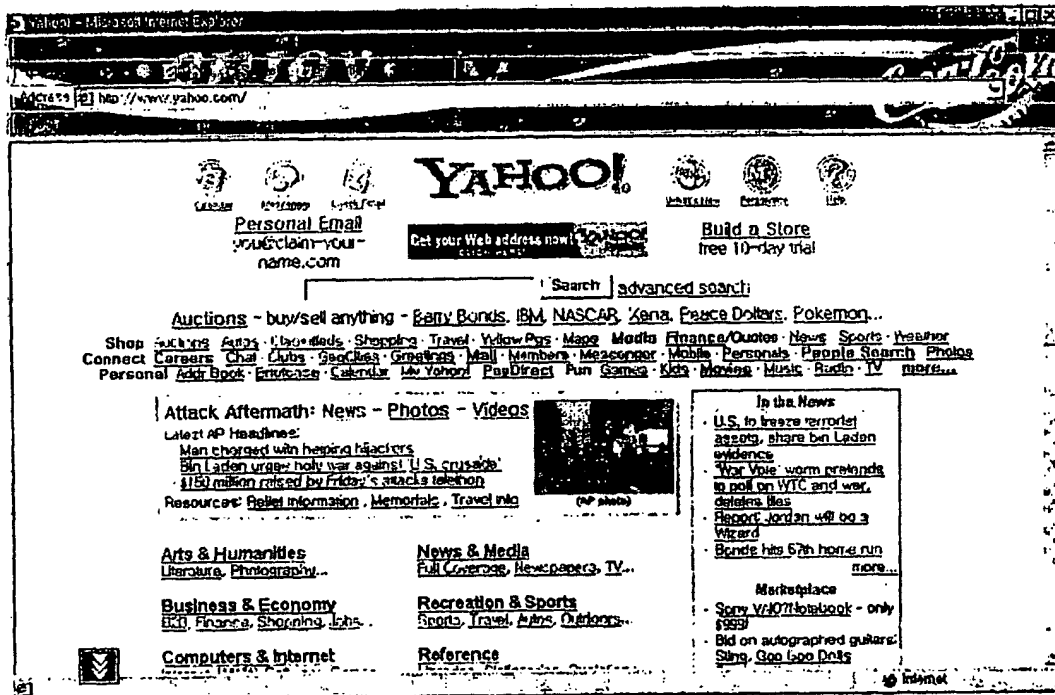 Yahoo! - Microsoft Internet Explorer
Address http://www.yahoo.com/
YAHOO!
Calendar Messenger What's New Personalize Help
Personal Email
you@claim-your-
name.com
Get your Web address now! YAHOO!
Build a Store
free 10-day trial
Search advanced search
Auctions - buy/sell anything - Barry Bonds, IBM, NASCAR, Xena, Peace Dollars, Pokemon...
Shop Auctions · Autos · Classifieds · Shopping · Travel · Yellow Pgs · Maps Media Finance/Quotes · News · Sports · Weather
Connect Careers · Chat · Clubs · GeoCities · Greetings · Mail · Members · Messenger · Mobile · Personals · People Search · Photos
Personal Addr Book · Briefcase · Calendar · My Yahoo! · PayDirect Fun Games · Kids · Movies · Music · Radio · TV more...
Attack Aftermath: News - Photos - Videos
Latest AP Headlines:
Man charged with helping hijackers
Bin Laden urges holy war against 'U.S. crusade'
· $150 million raised by Friday's attacks telethon
Resources: Relief Information, Memorials, Travel Info
(AP photo)
In the News
· U.S. to freeze terrorist
assets, share bin Laden
evidence
· 'War Vote' worm pretends
to poll on WTC and war,
deletes files
· Report: Jordan will be a
Wizard
· Bonds hits 67th home run
more...
Arts & Humanities
Literature, Photography...
News & Media
Full Coverage, Newspapers, TV...
Business & Economy
B2B, Finance, Shopping, Jobs...
Recreation & Sports
Sports, Travel, Autos, Outdoors...
Computers & Internet
Reference
Marketplace
· Sony VAIO?Notebook - only
$999!
· Bid on autographed guitars:
Sting, Goo Goo Dolls
Internet